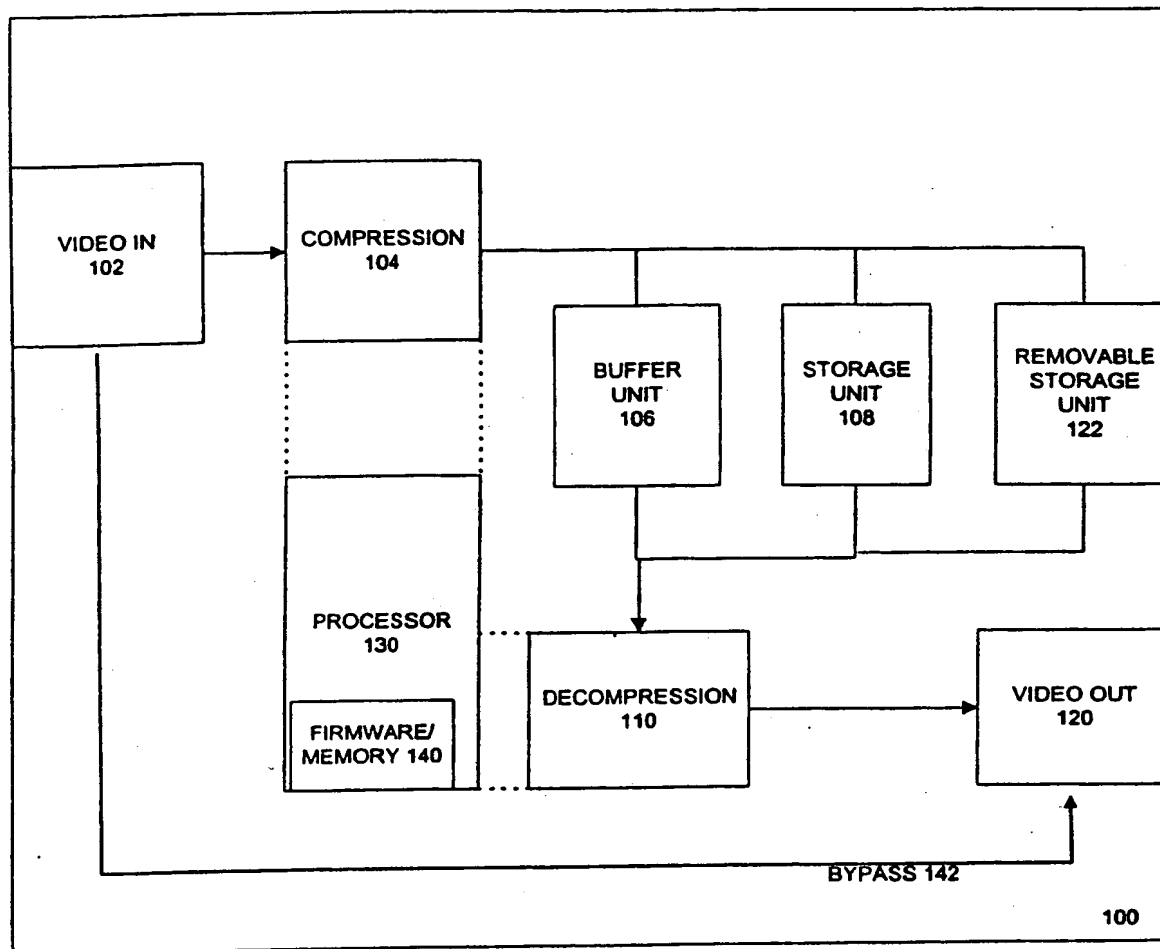 VIDEO IN
102
COMPRESSION
104
BUFFER
UNIT
106
STORAGE
UNIT
108
REMOVABLE
STORAGE
UNIT
122
PROCESSOR
130
FIRMWARE/
MEMORY 140
DECOMPRESSION
110
VIDEO OUT
120
BYPASS 142
100